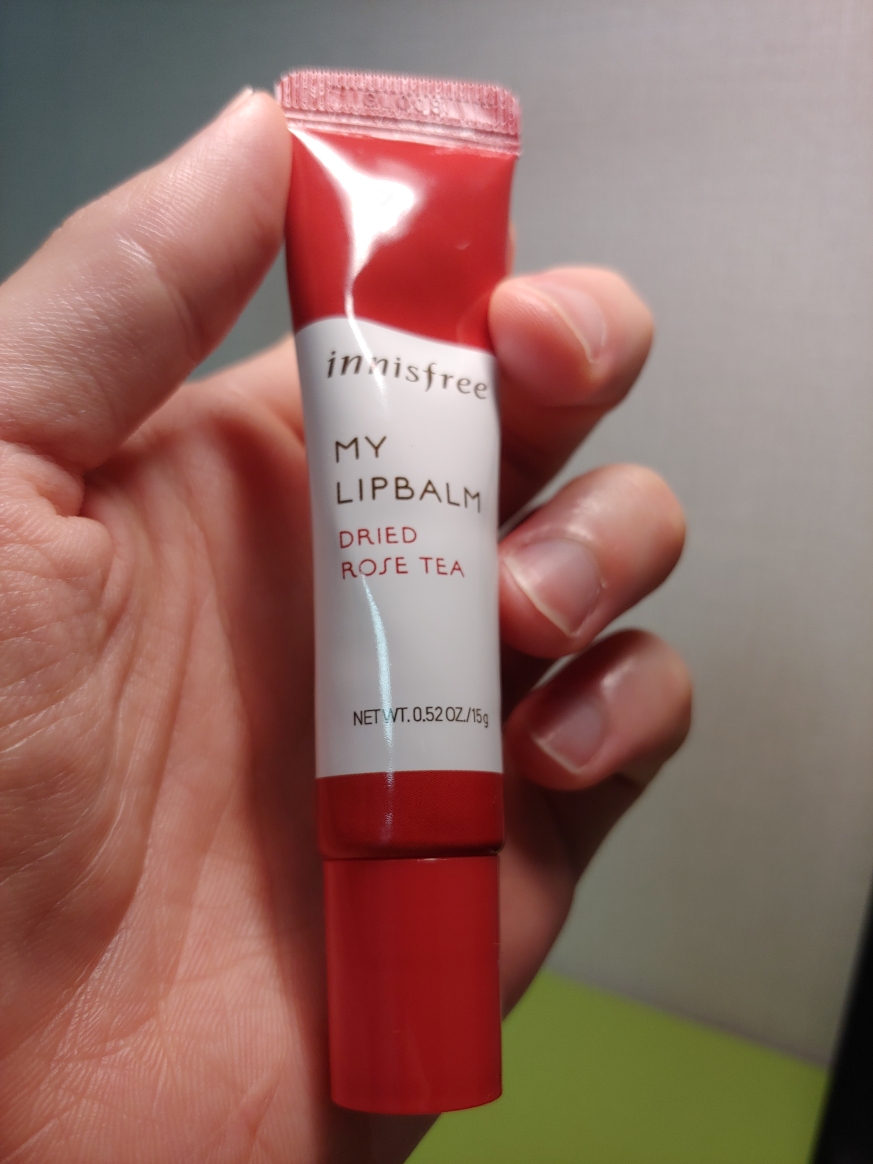 innisfree
MY
LIPBALM
DRIED
ROSE TEA
NET WT. 0.52 OZ./15g